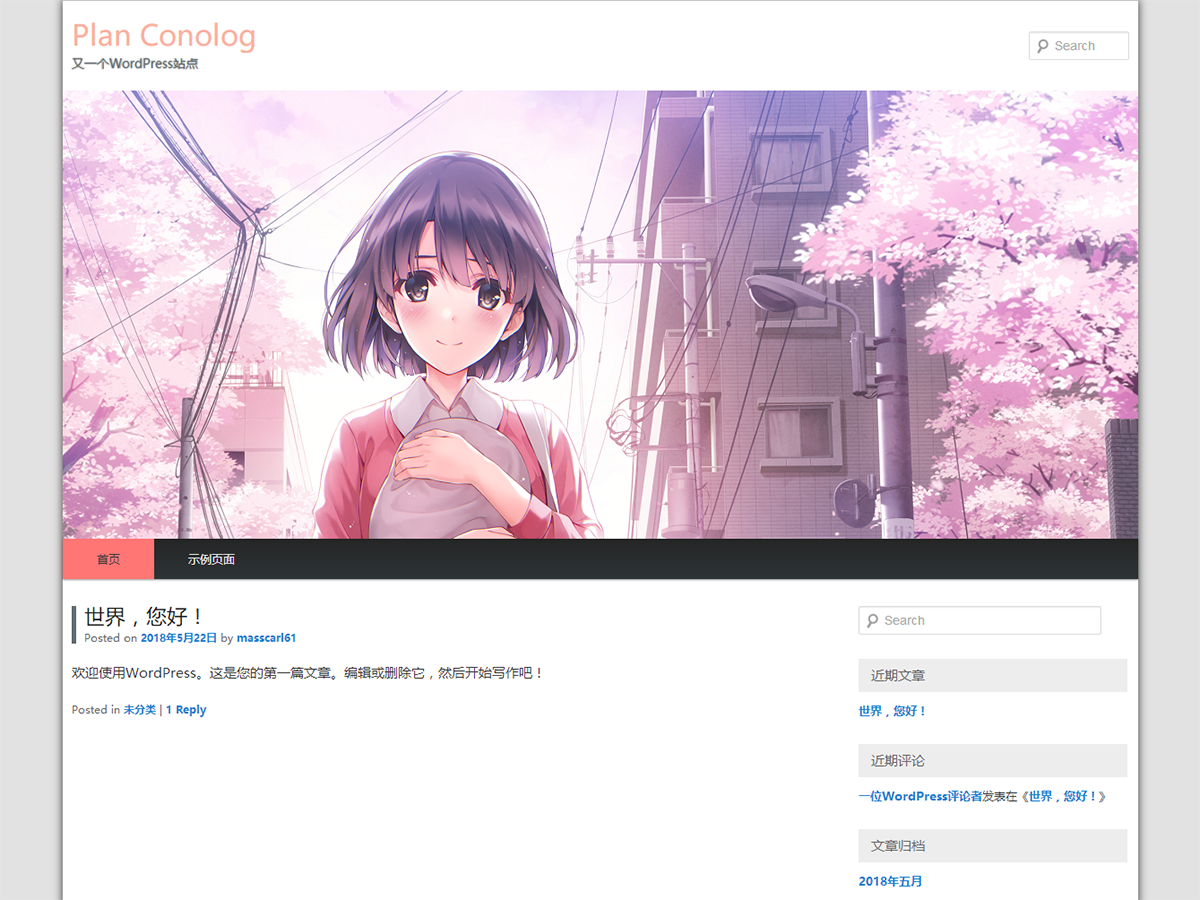 Plan Conolog
又一个WordPress站点
Search
首页
示例页面
世界，您好！
Posted on 2018年5月22日 by masscarl61
欢迎使用WordPress。这是您的第一篇文章。编辑或删除它，然后开始写作吧！
Posted in 未分类 | 1 Reply
Search
近期文章
世界，您好！
近期评论
一位WordPress评论者发表在《世界，您好！》
文章归档
2018年五月